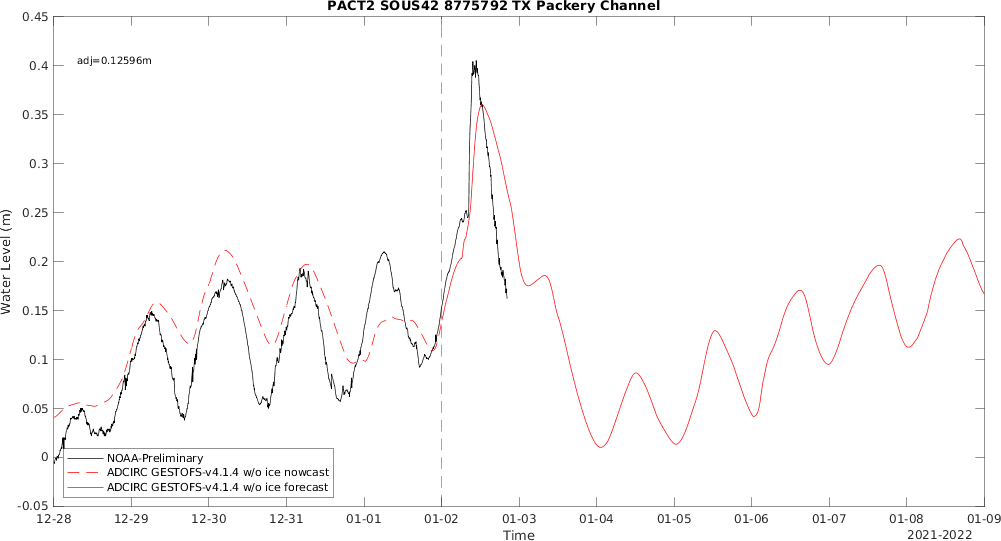 PACT2 SOUS42 8775792 TX Packery Channel
adj=0.12596m
Water Level (m)
0.45
0.4
0.35
0.3
0.25
0.2
0.15
0.1
0.05
0
-0.05
NOAA-Preliminary
ADCIRC GESTOFS-v4.1.4 w/o ice nowcast
ADCIRC GESTOFS-v4.1.4 w/o ice forecast
12-28 12-29 12-30 12-31 01-01 01-02 01-03 01-04 01-05 01-06 01-07 01-08 01-09
Time
2021-2022